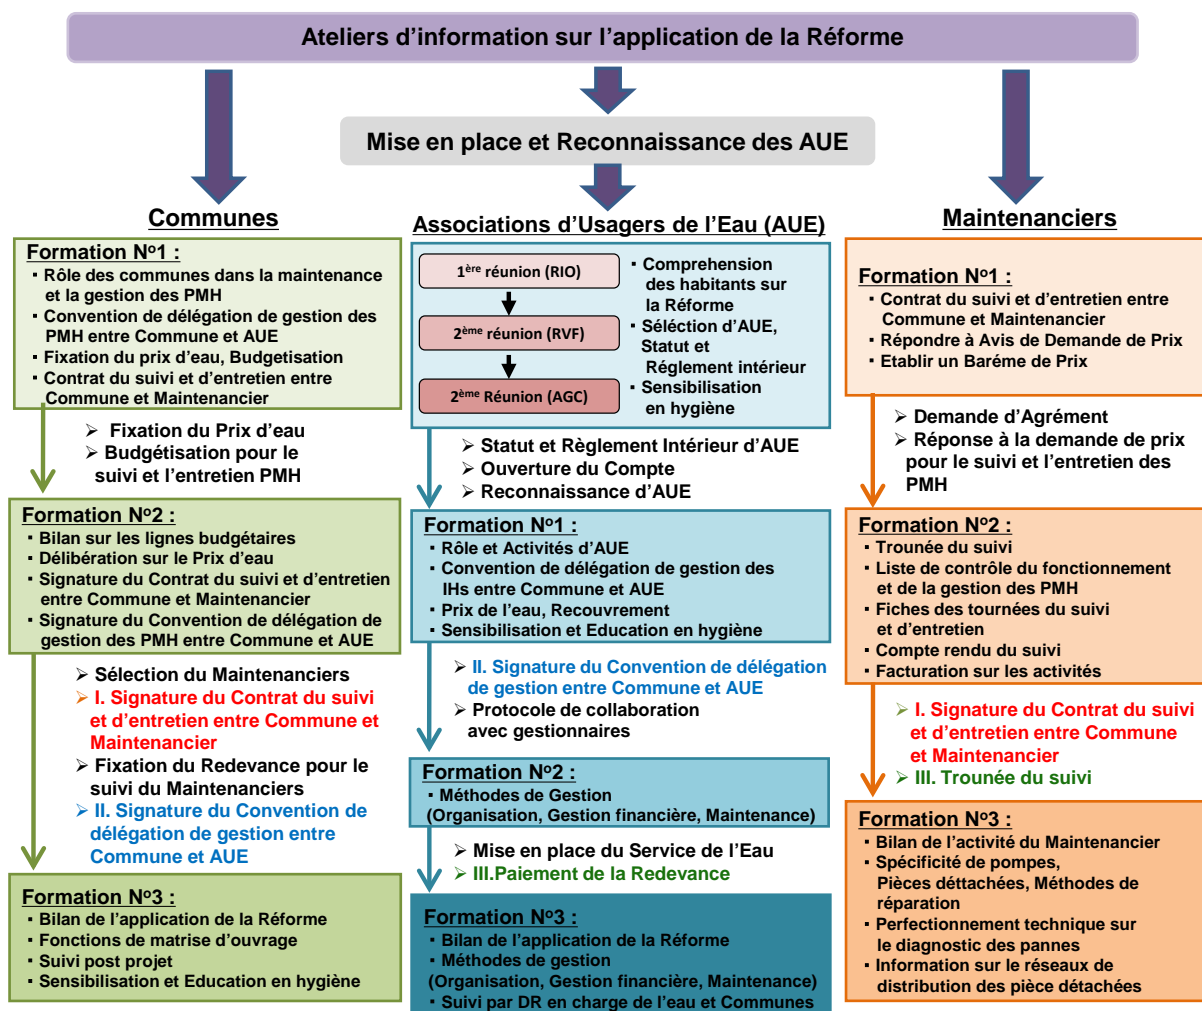 Ateliers d'information sur l'application de la Réforme
Mise en place et Reconnaissance des AUE
Communes
Formation Nº1 :
▪ Rôle des communes dans la maintenance
et la gestion des PMH
▪ Convention de délégation de gestion des
PMH entre Commune et AUE
▪ Fixation du prix d'eau, Budgetisation
▪ Contrat du suivi et d'entretien entre
Commune et Maintenancier
➢ Fixation du Prix d'eau
➢ Budgétisation pour le
suivi et l'entretien PMH
Formation Nº2 :
▪ Bilan sur les lignes budgétaires
▪ Délibération sur le Prix d'eau
▪ Signature du Contrat du suivi et d'entretien
entre Commune et Maintenancier
▪ Signature du Convention de délégation de
gestion des PMH entre Commune et AUE
➢ Sélection du Maintenanciers
➢ I. Signature du Contrat du suivi
et d'entretien entre Commune et
Maintenancier
➢ Fixation du Redevance pour le
suivi du Maintenanciers
➢ II. Signature du Convention de
délégation de gestion entre
Commune et AUE
Formation Nº3 :
▪ Bilan de l'application de la Réforme
▪ Fonctions de matrise d'ouvrage
▪ Suivi post projet
▪ Sensibilisation et Education en hygiène
Associations d'Usagers de l'Eau (AUE)
1ère réunion (RIO)
2ème réunion (RVF)
2ème Réunion (AGC)
▪ Comprehension
des habitants sur
la Réforme
▪ Séléction d'AUE,
Statut et
Réglement intérieur
▪ Sensibilisation
en hygiène
➢ Statut et Règlement Intérieur d'AUE
➢ Ouverture du Compte
➢ Reconnaissance d'AUE
Formation Nº1 :
▪ Rôle et Activités d'AUE
▪ Convention de délégation de gestion des
IHs entre Commune et AUE
▪ Prix de l'eau, Recouvrement
▪ Sensibilisation et Education en hygiène
➢ II. Signature du Convention de délégation
de gestion entre Commune et AUE
➢ Protocole de collaboration
avec gestionnaires
Formation Nº2 :
▪ Méthodes de Gestion
(Organisation, Gestion financière, Maintenance)
➢ Mise en place du Service de l'Eau
➢ III.Paiement de la Redevance
Formation Nº3 :
▪ Bilan de l'application de la Réforme
▪ Méthodes de gestion
(Organisation, Gestion financière, Maintenance)
▪ Suivi par DR en charge de l'eau et Communes
Maintenanciers
Formation Nº1 :
▪ Contrat du suivi et d'entretien entre
Commune et Maintenancier
▪ Répondre à Avis de Demande de Prix
▪ Etablir un Baréme de Prix
➢ Demande d'Agrément
➢ Réponse à la demande de prix
pour le suivi et l'entretien des
PMH
Formation Nº2 :
▪ Trounée du suivi
▪ Liste de contrôle du fonctionnement
et de la gestion des PMH
▪ Fiches des tournées du suivi
et d'entretien
▪ Compte rendu du suivi
▪ Facturation sur les activités
➢ I. Signature du Contrat du suivi
et d'entretien entre Commune
et Maintenancier
➢ III. Trounée du suivi
Formation Nº3 :
▪ Bilan de l'activité du Maintenancier
▪ Spécificité de pompes,
Pièces déttachées, Méthodes de
réparation
▪ Perfectionnement technique sur
le diagnostic des pannes
▪ Information sur le réseaux de
distribution des pièce détachées